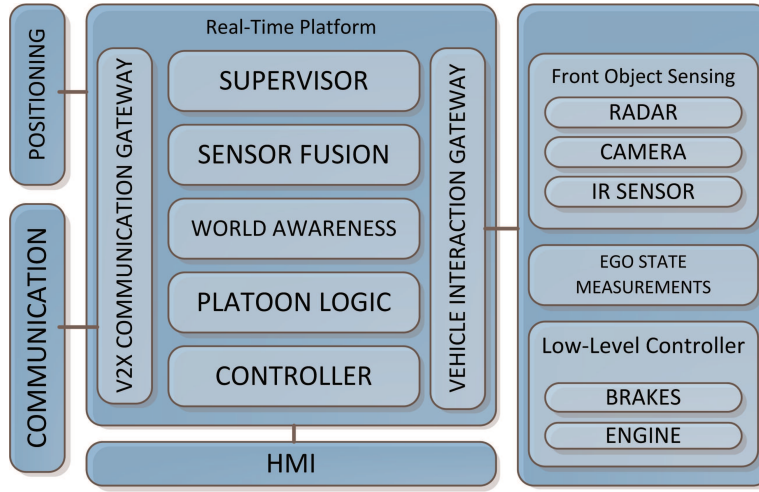 POSITIONING
COMMUNICATION
Real-Time Platform
V2X COMMUNICATION GATEWAY
SUPERVISOR
SENSOR FUSION
WORLD AWARENESS
PLATOON LOGIC
CONTROLLER
VEHICLE INTERACTION GATEWAY
HMI
Front Object Sensing
RADAR
CAMERA
IR SENSOR
EGO STATE
MEASUREMENTS
Low-Level Controller
BRAKES
ENGINE